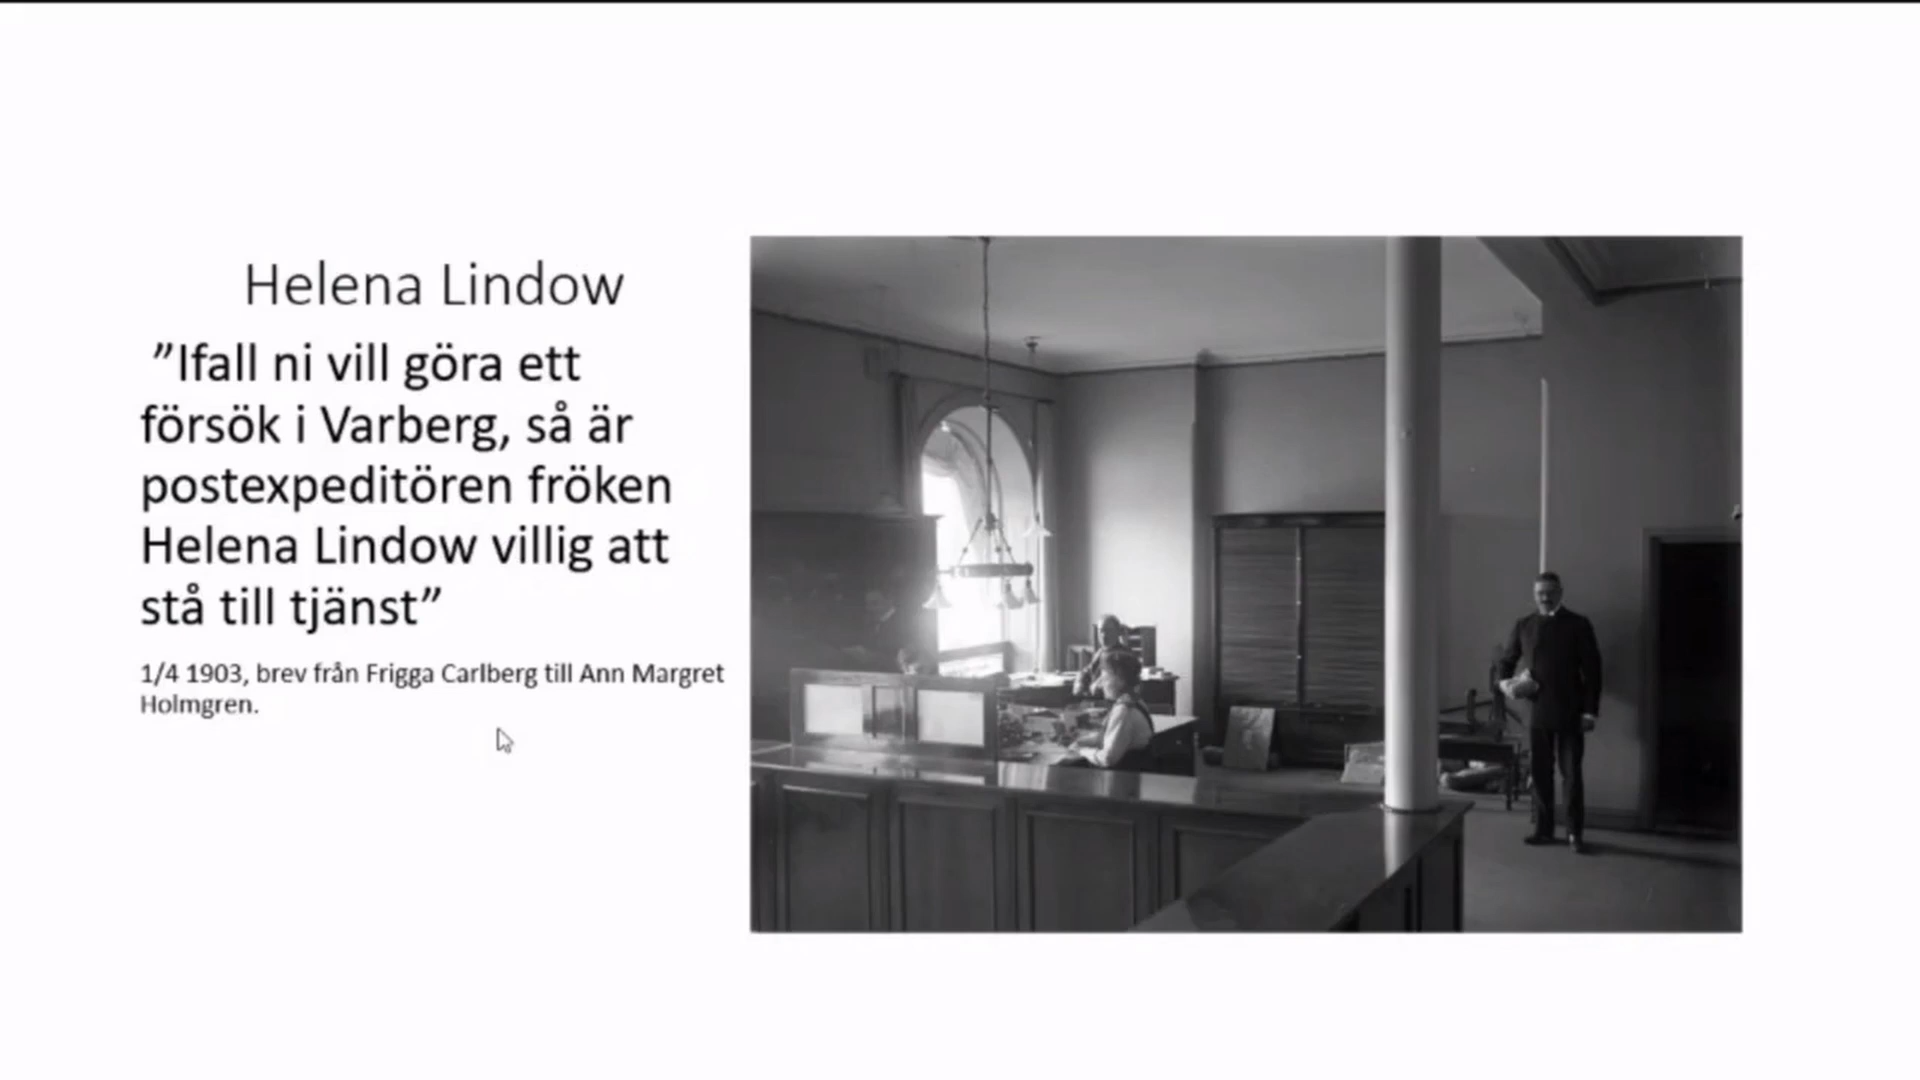 Helena Lindow
”Ifall ni vill göra ett
försök i Varberg, så är
postexpeditören fröken
Helena Lindow villig att
stå till tjänst”
1/4 1903, brev från Frigga Carlberg till Ann Margret
Holmgren.